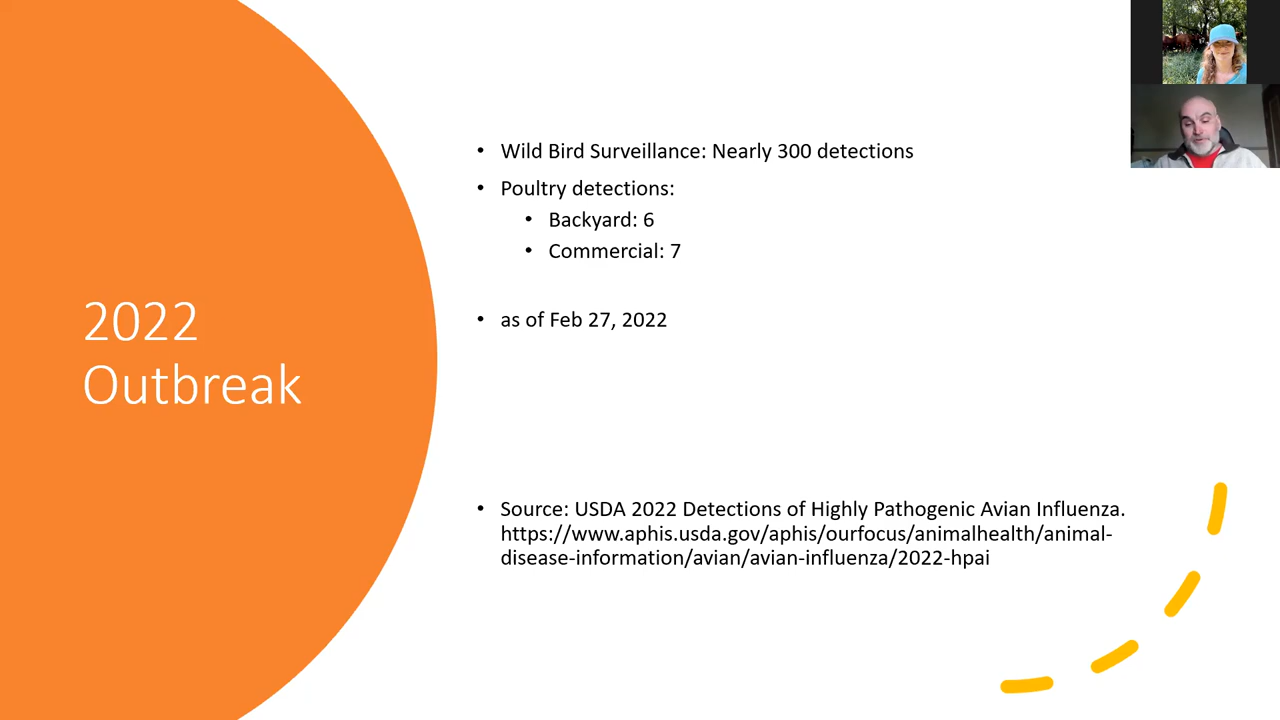 2022
Outbreak
• Wild Bird Surveillance: Nearly 300 detections
• Poultry detections:
• Backyard: 6
• Commercial: 7
• as of Feb 27, 2022
• Source: USDA 2022 Detections of Highly Pathogenic Avian Influenza.
https://www.aphis.usda.gov/aphis/ourfocus/animalhealth/animal-
disease-information/avian/avian-influenza/2022-hpai